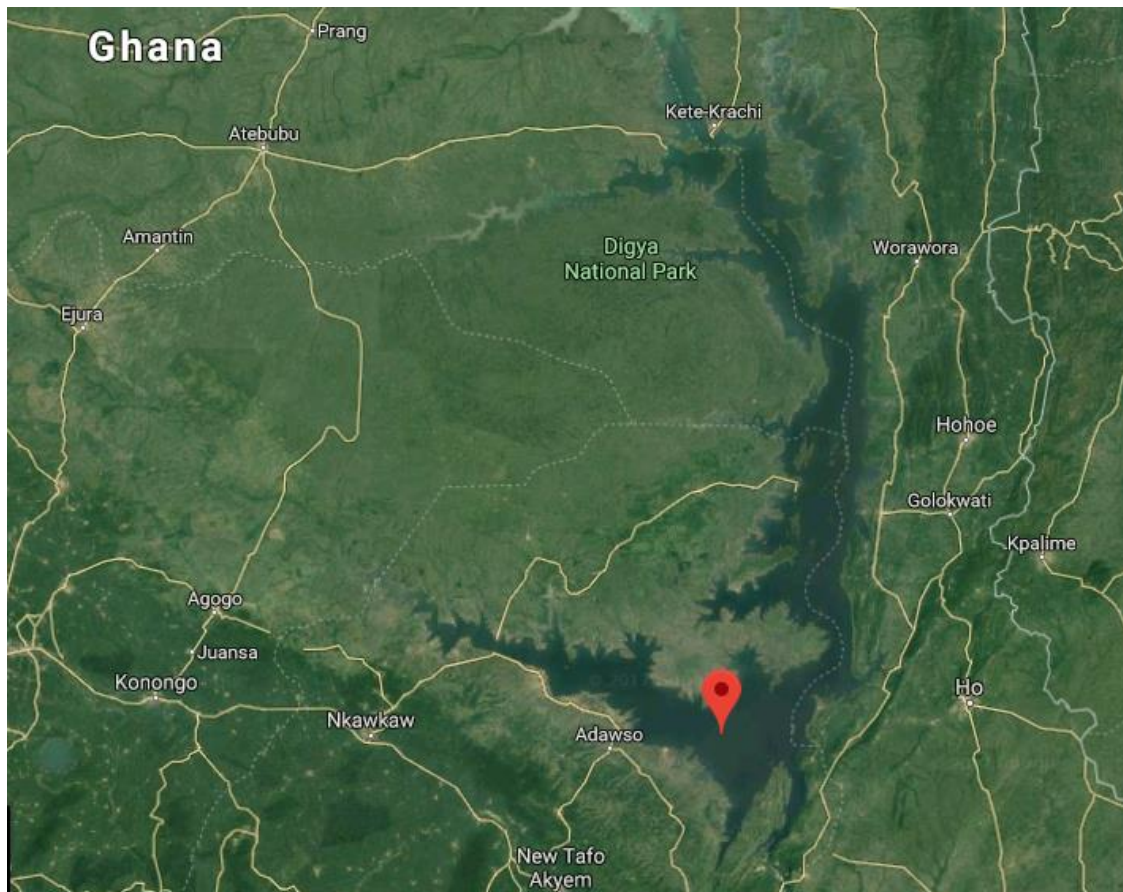 Ghana
Prang
Kete-Krachi
Atebubu
Amantin
Digya
National Park
Worawora
Ejura
Hohoe
Golokwati
Kpalime
Agogo
Juansa
Konongo
Ho
Nkawkaw
Adawso
New Tafo
Akyem